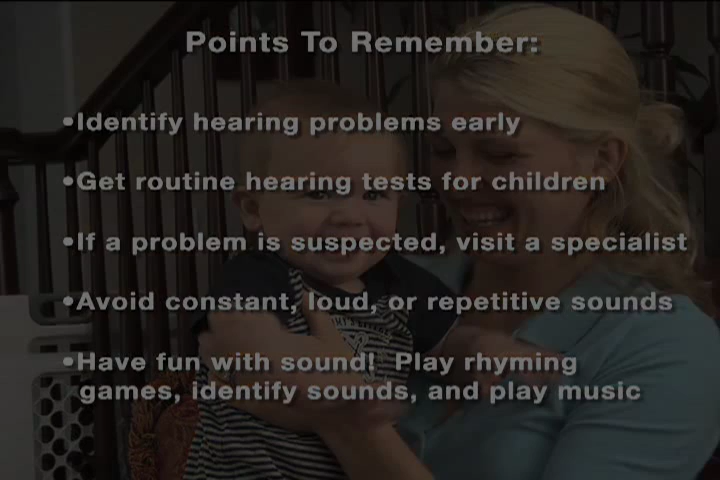 Points To Remember:
•Identify hearing problems early
•Get routine hearing tests for children
•If a problem is suspected, visit a specialist
•Avoid constant, loud, or repetitive sounds
•Have fun with sound!  Play rhyming
games, identify sounds, and play music